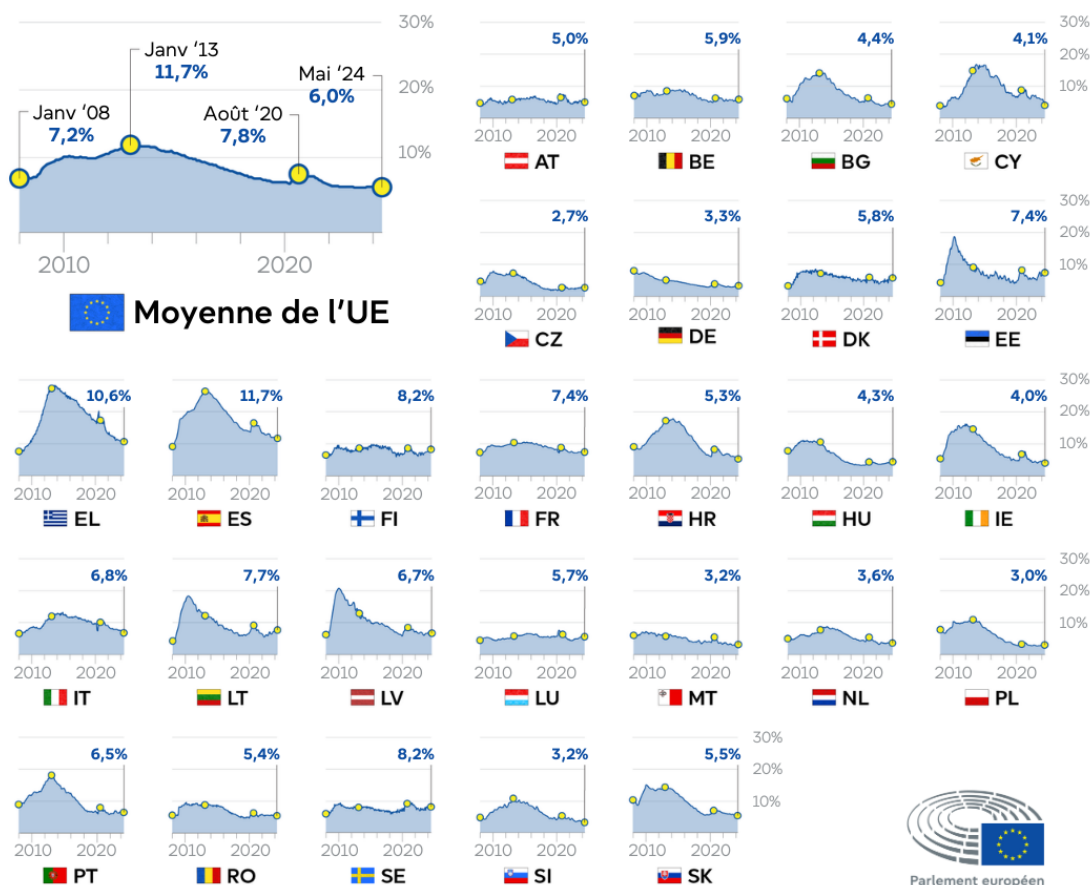 30%
Janv ‘13
11,7%
Mai ‘24
6,0%
20%
Janv ‘08
7,2%
Août ‘20
7,8%
10%
2010 2020
Moyenne de l’UE
5,0% 5,9% 4,4% 4,1% 30%
20%
10%
2010 2020 2010 2020 2010 2020 2010 2020
AT BE BG CY
2,7% 3,3% 5,8% 7,4% 30%
20%
10%
2010 2020 2010 2020 2010 2020 2010 2020
CZ DE DK EE
10,6% 11,7% 8,2% 7,4% 5,3% 4,3% 4,0% 30%
20%
10%
2010 2020 2010 2020 2010 2020 2010 2020 2010 2020 2010 2020 2010 2020
EL ES FI FR HR HU IE
6,8% 7,7% 6,7% 5,7% 3,2% 3,6% 3,0% 30%
20%
10%
2010 2020 2010 2020 2010 2020 2010 2020 2010 2020 2010 2020 2010 2020
IT LT LV LU MT NL PL
6,5% 5,4% 8,2% 3,2% 5,5% 30%
20%
10%
2010 2020 2010 2020 2010 2020 2010 2020 2010 2020
PT RO SE SI SK
Parlement européen